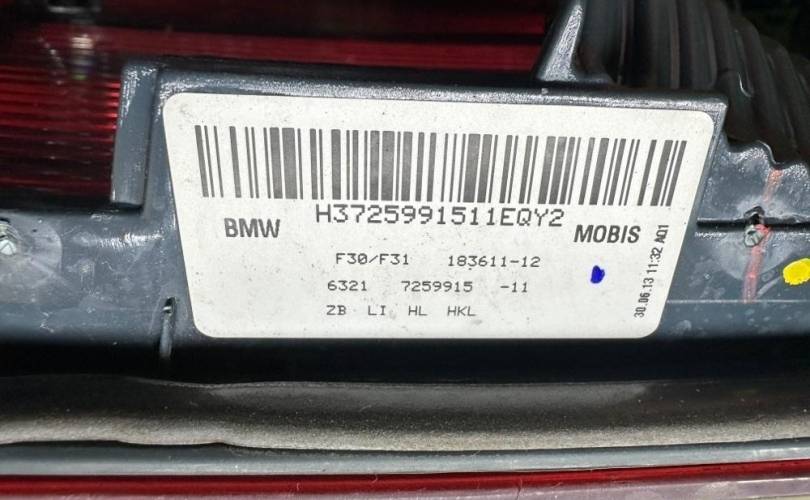 H3725991511EQY2
BMW MOBIS
F30/F31 183611-12
6321 7259915 -11
ZB LI HL HKL
30.06.13 11:32 AQ1